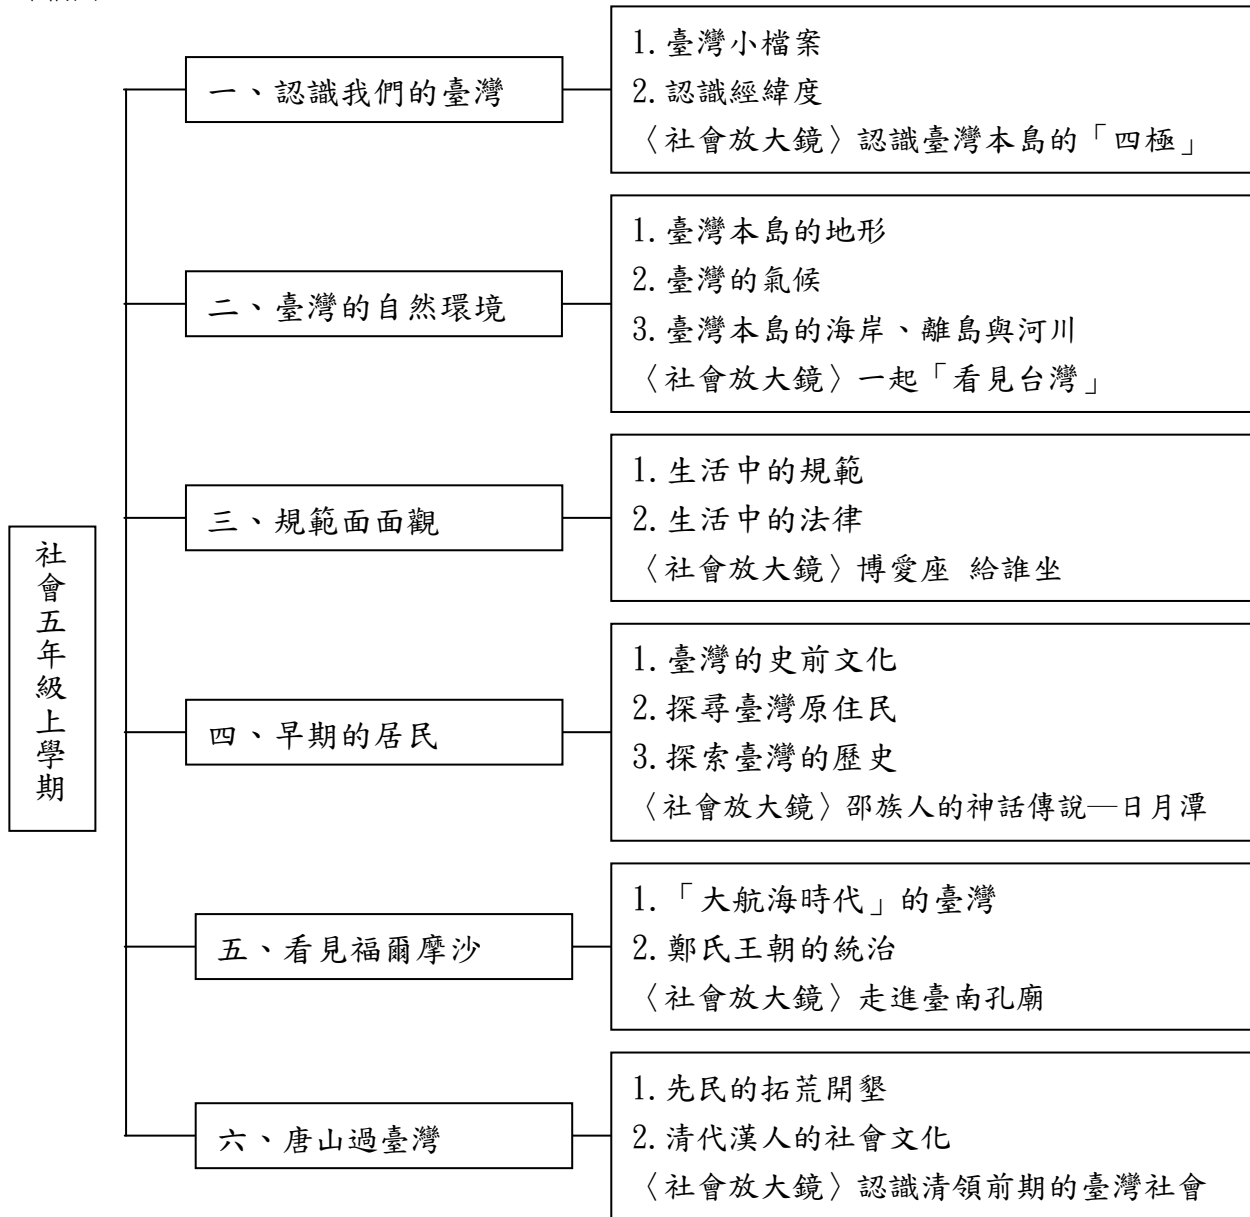 一、認識我們的臺灣
1.臺灣小檔案
2.認識經緯度
〈社會放大鏡〉認識臺灣本島的「四極」
二、臺灣的自然環境
1.臺灣本島的地形
2.臺灣的氣候
3.臺灣本島的海岸、離島與河川
〈社會放大鏡〉一起「看見台灣」
社會五年級上學期
三、規範面面觀
1.生活中的規範
2.生活中的法律
〈社會放大鏡〉博愛座 給誰坐
四、早期的居民
1.臺灣的史前文化
2.探尋臺灣原住民
3.探索臺灣的歷史
〈社會放大鏡〉邵族人的神話傳說—日月潭
五、看見福爾摩沙
1.「大航海時代」的臺灣
2.鄭氏王朝的統治
〈社會放大鏡〉走進臺南孔廟
六、唐山過臺灣
1.先民的拓荒開墾
2.清代漢人的社會文化
〈社會放大鏡〉認識清領前期的臺灣社會